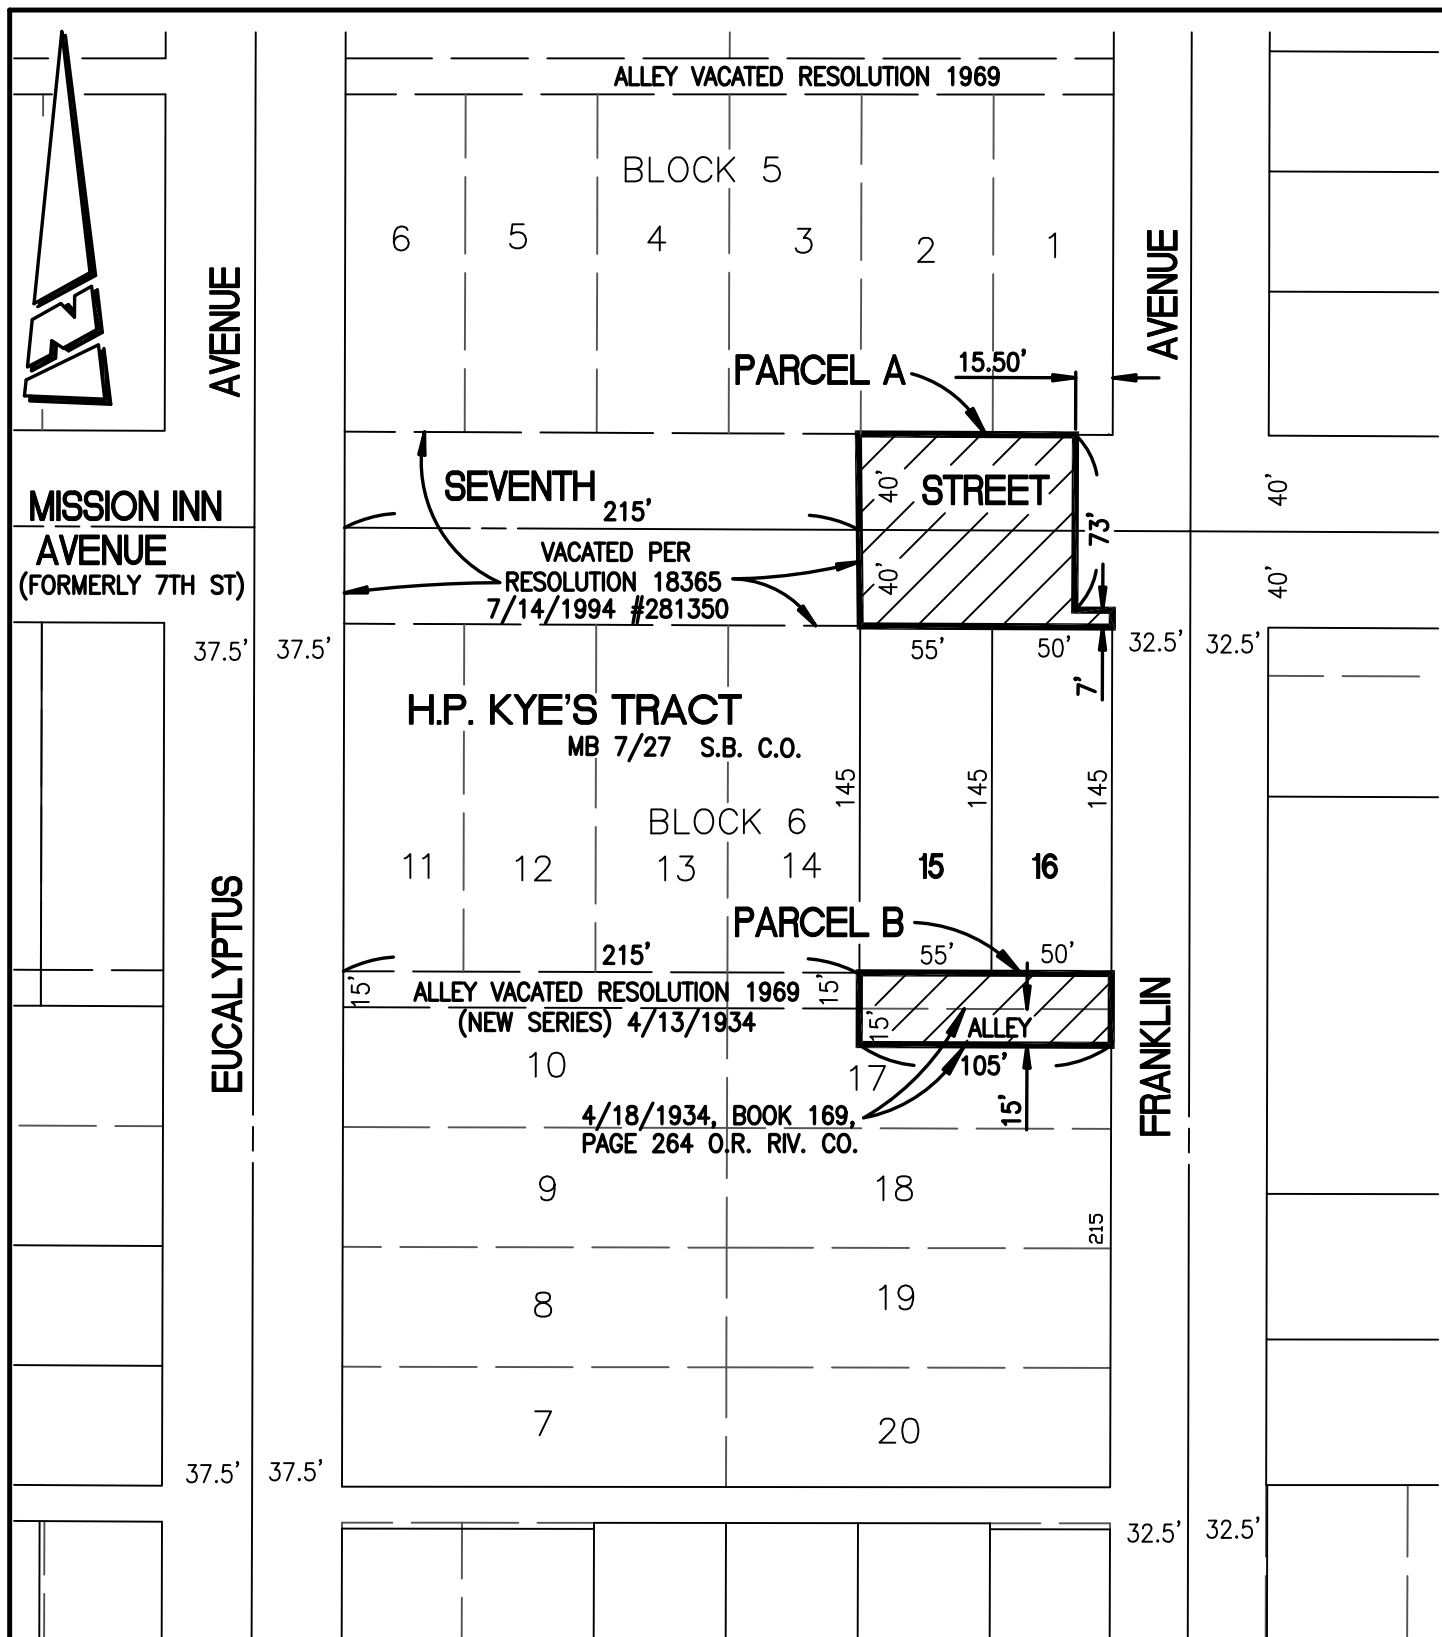 ALLEY VACATED RESOLUTION 1969
BLOCK 5
6 5 4 3 2 1
AVENUE
AVENUE
PARCEL A
15.50'
SEVENTH
STREET
MISSION INN
AVENUE
(FORMERLY 7TH ST)
215'
40'
40'
73'
40'
40'
VACATED PER
RESOLUTION 18365
7/14/1994 #281350
37.5' 37.5'
55' 50'
32.5' 32.5'
7'
H.P. KYE'S TRACT
MB 7/27 S.B. C.O.
145 145 145
BLOCK 6
11 12 13 14 15 16
EUCALYPTUS
PARCEL B
215'
55' 50'
15'
ALLEY VACATED RESOLUTION 1969
(NEW SERIES) 4/13/1934
15'
15'
ALLEY
FRANKLIN
10
17
105'
15'
4/18/1934, BOOK 169,
PAGE 264 O.R. RIV. CO.
9 18
215
8 19
7 20
37.5' 37.5'
32.5' 32.5'